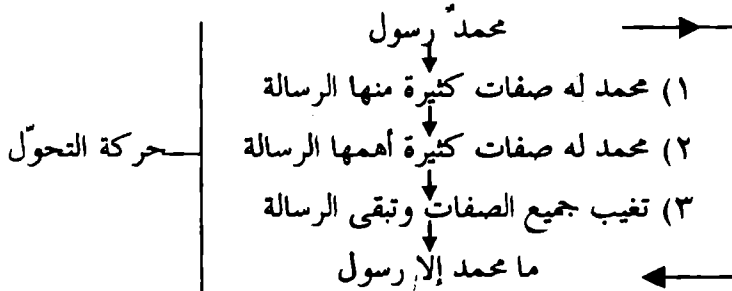 محمدٌ رسول
١) محمد له صفات كثيرة منها الرسالة
٢) محمد له صفات كثيرة أهمها الرسالة
حركة التحوّل
٣) تغيب جميع الصفات وتبقى الرسالة
ما محمد إلا رسول